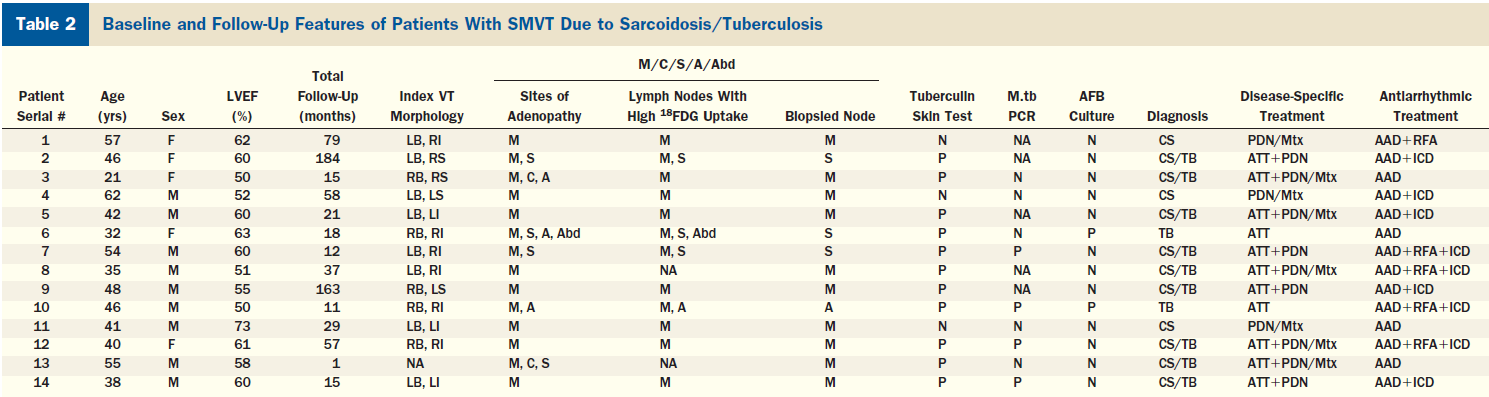 Table 2 Baseline and Follow-Up Features of Patients With SMVT Due to Sarcoidosis/Tuberculosis
M/C/S/A/Abd
Total
Patient Age LVEF Follow-Up Index VT Sites of Lymph Nodes With Tuberculin M.tb AFB Disease-Specific Antiarrhythmic
Serial # (yrs) Sex (%) (months) Morphology Adenopathy High 18FDG Uptake Biopsied Node Skin Test PCR Culture Diagnosis Treatment Treatment
1 57 F 62 79 LB, RI M M M N NA N CS PDN/Mtx AAD+RFA
2 46 F 60 184 LB, RS M, S M, S S P NA N CS/TB ATT+PDN AAD+ICD
3 21 F 50 15 RB, RS M, C, A M M P N N CS/TB ATT+PDN/Mtx AAD
4 62 M 52 58 LB, LS M M M N N N CS PDN/Mtx AAD+ICD
5 42 M 60 21 LB, LI M M M P NA N CS/TB ATT+PDN/Mtx AAD+ICD
6 32 F 63 18 RB, RI M, S, A, Abd M, S, Abd S P N P TB ATT AAD
7 54 M 60 12 LB, RI M, S M, S S P P N CS/TB ATT+PDN AAD+RFA+ICD
8 35 M 51 37 LB, RI M NA M P NA N CS/TB ATT+PDN/Mtx AAD+RFA+ICD
9 48 M 55 163 RB, LS M M M P NA N CS/TB ATT+PDN AAD+ICD
10 46 M 50 11 RB, RI M, A M, A A P P P TB ATT AAD+RFA+ICD
11 41 M 73 29 LB, LI M M M N N N CS PDN/Mtx AAD
12 40 F 61 57 RB, RI M M M P P N CS/TB ATT+PDN/Mtx AAD+RFA+ICD
13 55 M 58 1 NA M, C, S NA M P N N CS/TB ATT+PDN/Mtx AAD
14 38 M 60 15 LB, LI M M M P P N CS/TB ATT+PDN AAD+ICD